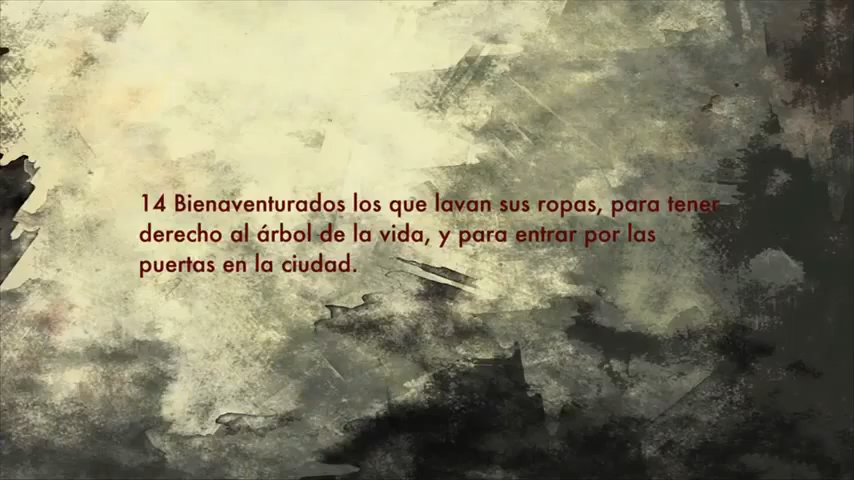 14 Bienaventurados los que lavan sus ropas, para tener
derecho al árbol de la vida, y para entrar por las
puertas en la ciudad.